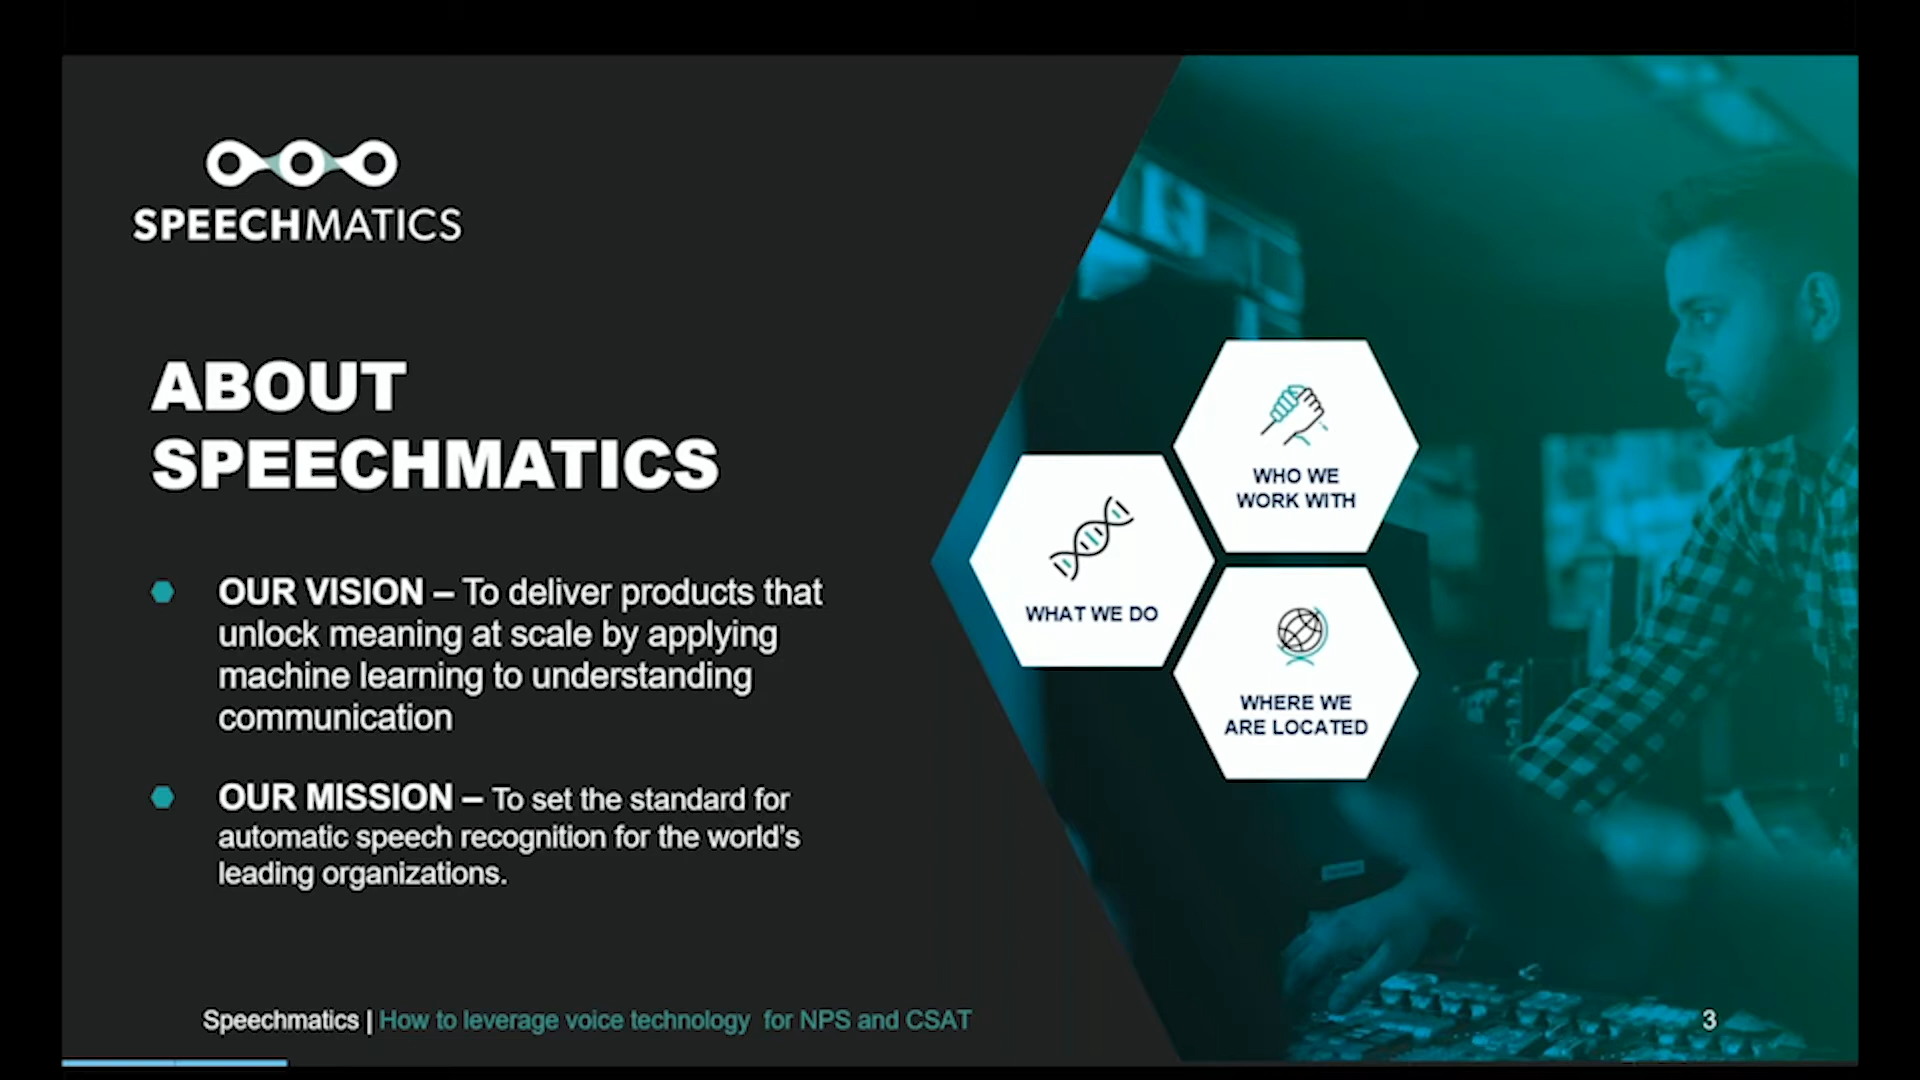 SPEECHMATICS
ABOUT
SPEECHMATICS
OUR VISION – To deliver products that
unlock meaning at scale by applying
machine learning to understanding
communication
OUR MISSION – To set the standard for
automatic speech recognition for the world's
leading organizations.
WHO WE
WORK WITH
WHAT WE DO
WHERE WE
ARE LOCATED
Speechmatics | How to leverage voice technology for NPS and CSAT
3